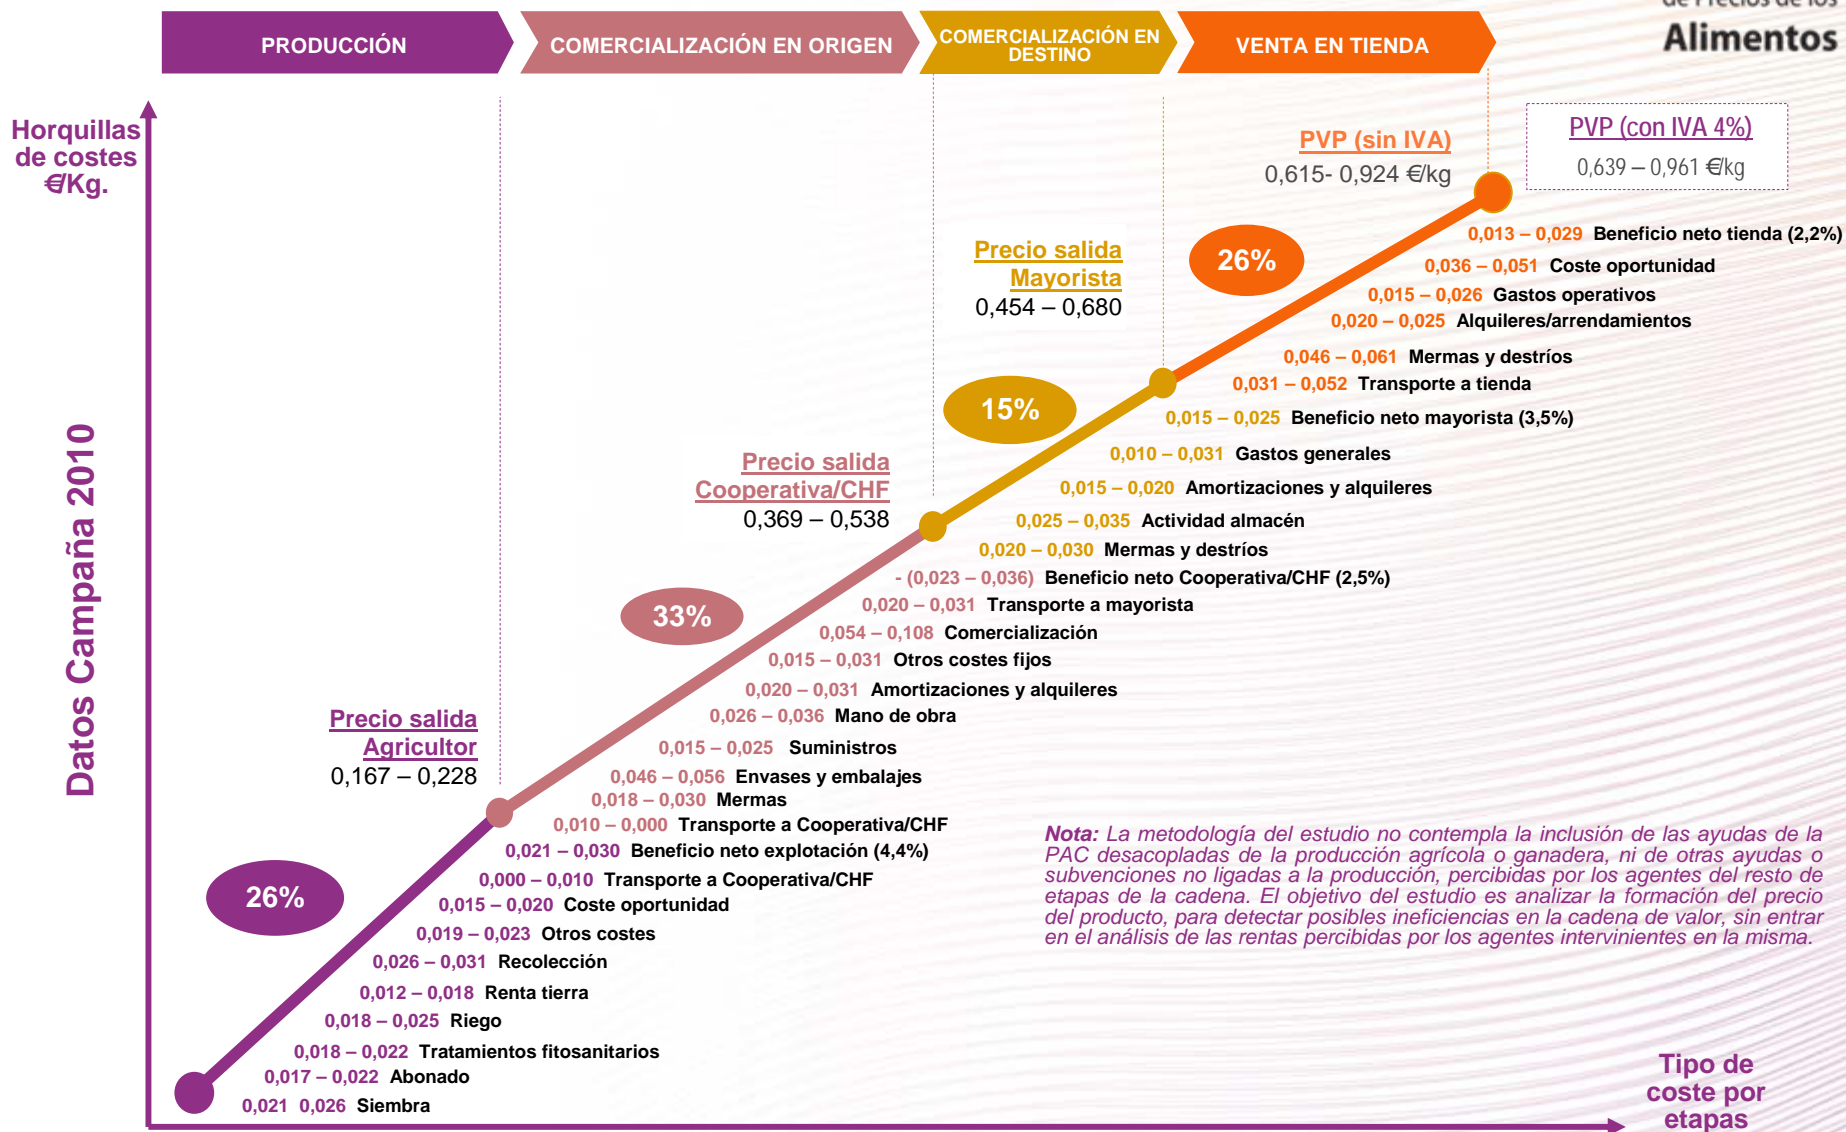 de Precios de los
Alimentos
PRODUCCIÓN
COMERCIALIZACIÓN EN ORIGEN
COMERCIALIZACIÓN EN
DESTINO
VENTA EN TIENDA
Horquillas
de costes
€/Kg.
PVP (sin IVA)
0,615- 0,924 €/kg
PVP (con IVA 4%)
0,639 – 0,961 €/kg
0,013 – 0,029 Beneficio neto tienda (2,2%)
0,036 – 0,051 Coste oportunidad
0,015 – 0,026 Gastos operativos
0,020 – 0,025 Alquileres/arrendamientos
0,046 – 0,061 Mermas y destríos
0,031 – 0,052 Transporte a tienda
26%
Precio salida
Mayorista
0,454 – 0,680
15%
0,015 – 0,025 Beneficio neto mayorista (3,5%)
0,010 – 0,031 Gastos generales
0,015 – 0,020 Amortizaciones y alquileres
0,025 – 0,035 Actividad almacén
0,020 – 0,030 Mermas y destríos
Precio salida
Cooperativa/CHF
0,369 – 0,538
33%
- (0,023 – 0,036) Beneficio neto Cooperativa/CHF (2,5%)
0,020 – 0,031 Transporte a mayorista
0,054 – 0,108 Comercialización
0,015 – 0,031 Otros costes fijos
0,020 – 0,031 Amortizaciones y alquileres
0,026 – 0,036 Mano de obra
0,015 – 0,025 Suministros
0,046 – 0,056 Envases y embalajes
0,018 – 0,030 Mermas
0,010 – 0,000 Transporte a Cooperativa/CHF
Precio salida
Agricultor
0,167 – 0,228
26%
0,021 – 0,030 Beneficio neto explotación (4,4%)
0,000 – 0,010 Transporte a Cooperativa/CHF
0,015 – 0,020 Coste oportunidad
0,019 – 0,023 Otros costes
0,026 – 0,031 Recolección
0,012 – 0,018 Renta tierra
0,018 – 0,025 Riego
0,018 – 0,022 Tratamientos fitosanitarios
0,017 – 0,022 Abonado
0,021 0,026 Siembra
Datos Campaña 2010
Nota: La metodología del estudio no contempla la inclusión de las ayudas de la
PAC desacopladas de la producción agrícola o ganadera, ni de otras ayudas o
subvenciones no ligadas a la producción, percibidas por los agentes del resto de
etapas de la cadena. El objetivo del estudio es analizar la formación del precio
del producto, para detectar posibles ineficiencias en la cadena de valor, sin entrar
en el análisis de las rentas percibidas por los agentes intervinientes en la misma.
Tipo de
coste por
etapas